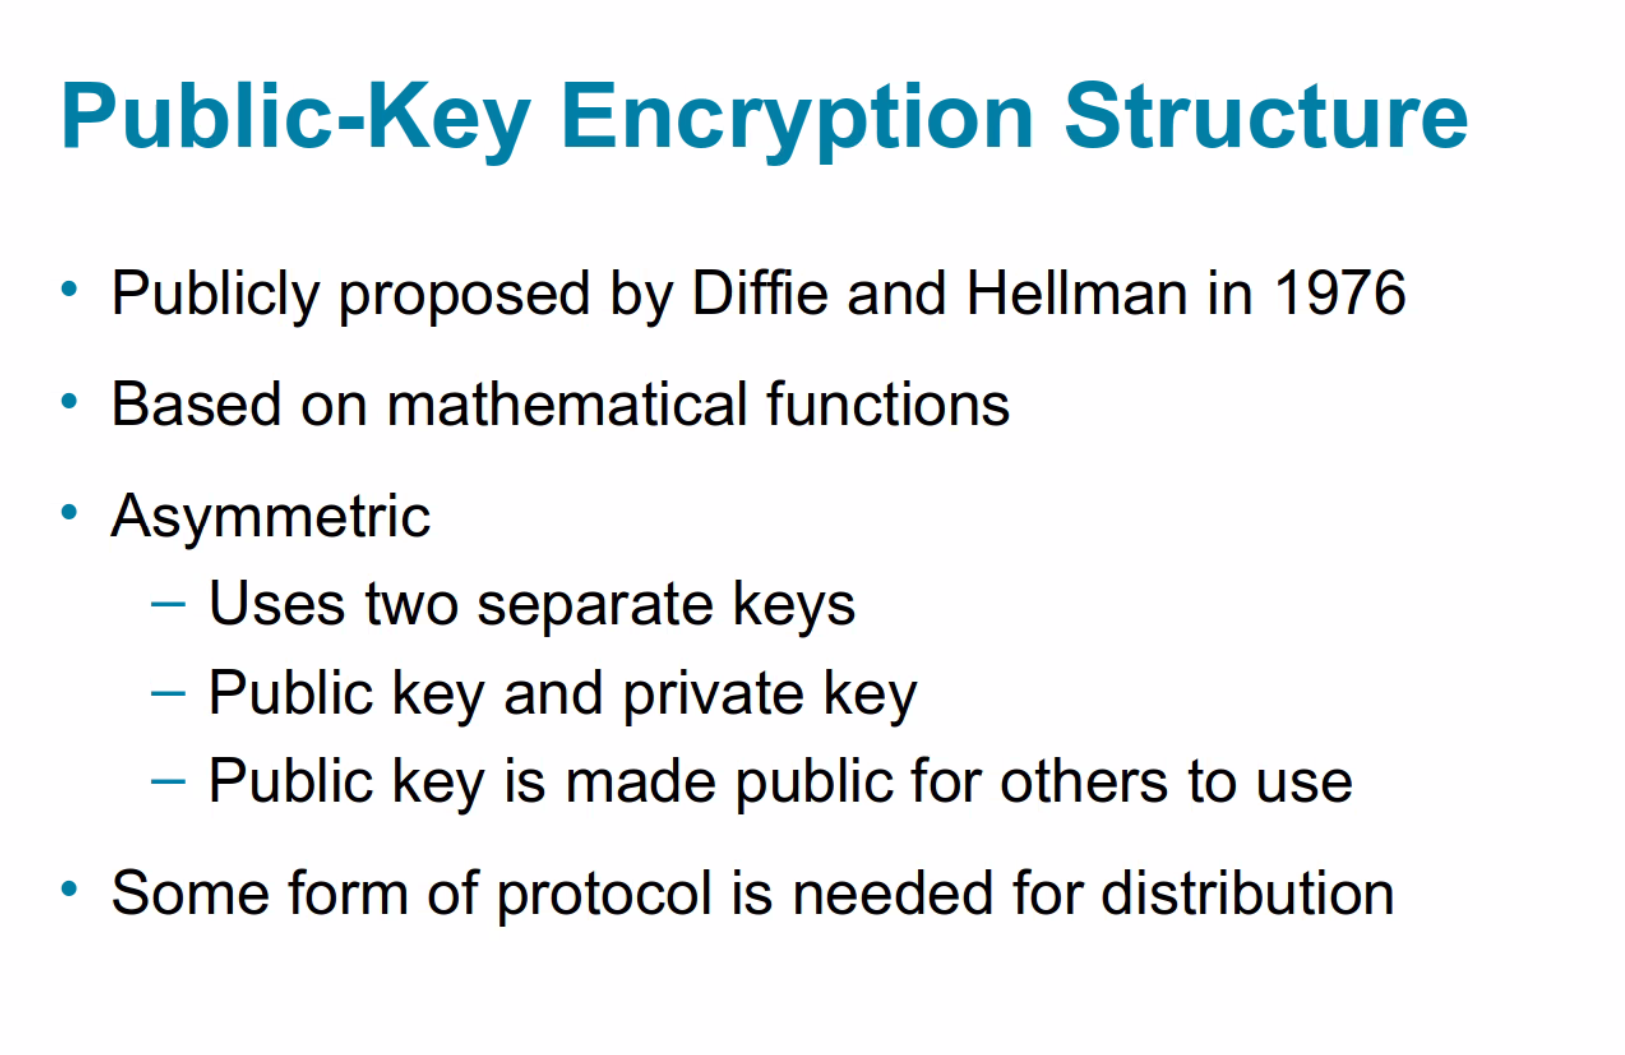 Public-Key Encryption Structure
• Publicly proposed by Diffie and Hellman in 1976
• Based on mathematical functions
• Asymmetric
– Uses two separate keys
– Public key and private key
– Public key is made public for others to use
• Some form of protocol is needed for distribution